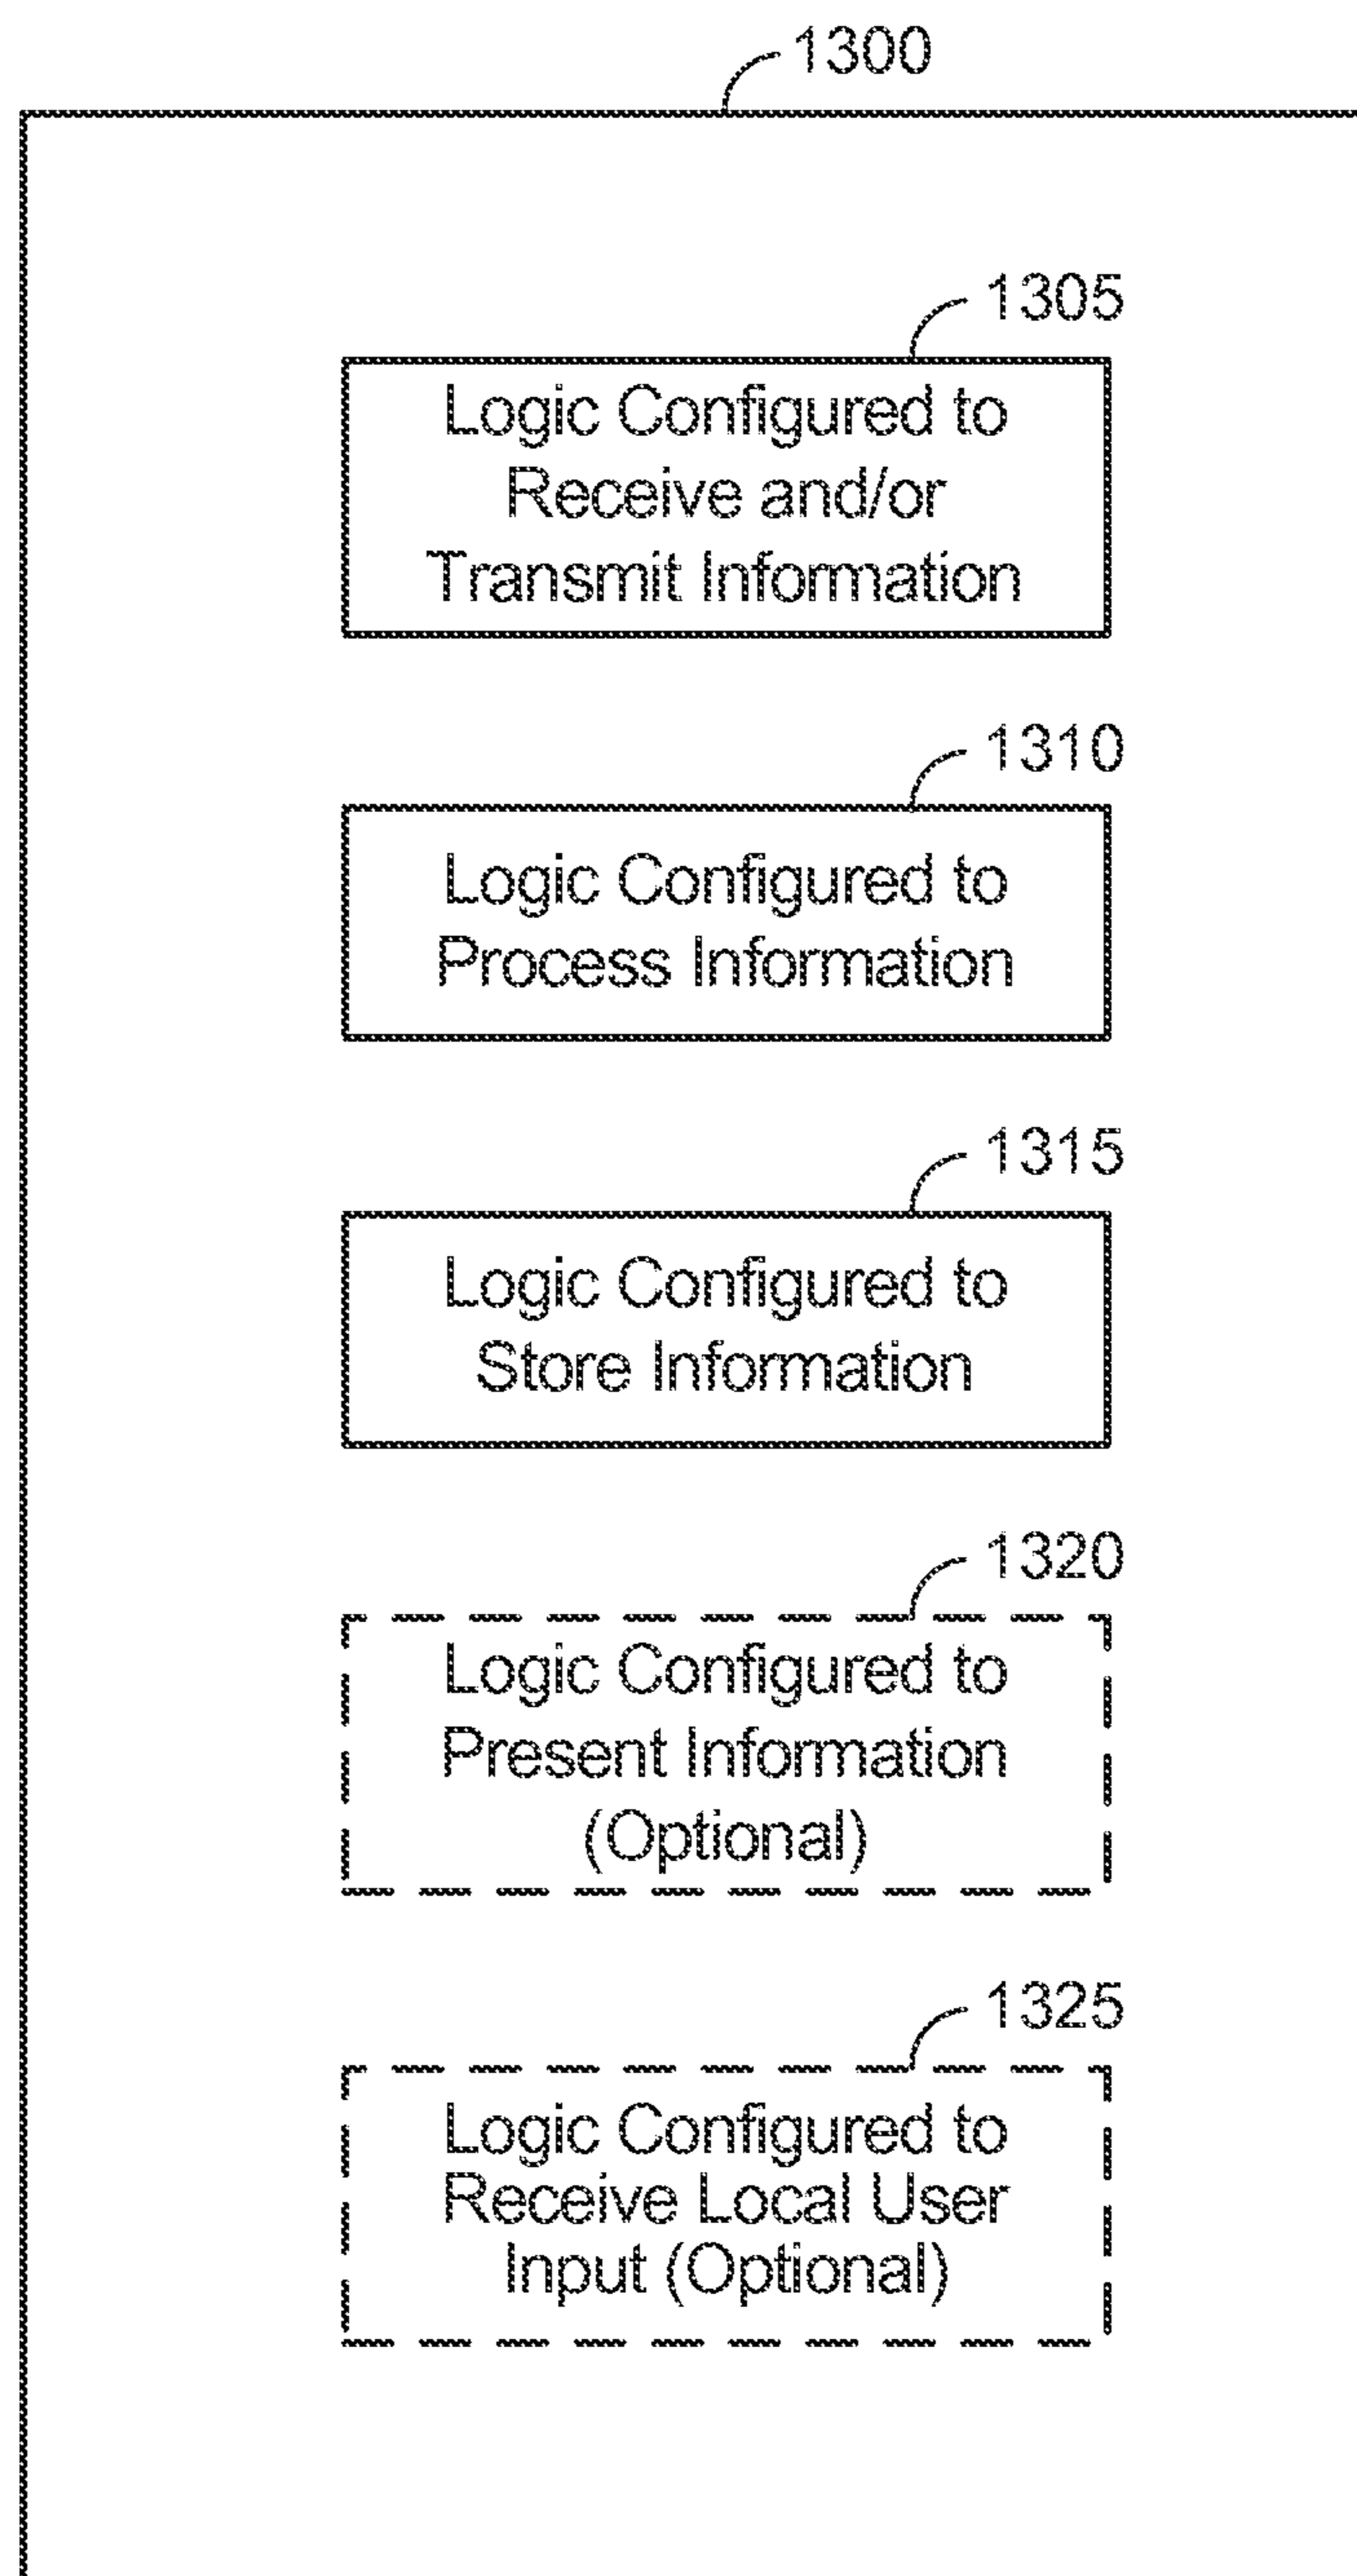 1300
1305
Logic Configured to
Receive and/or
Transmit Information
1310
Logic Configured to
Process Information
1315
Logic Configured to
Store Information
1320
Logic Configured to
Present Information
(Optional)
1325
Logic Configured to
Receive Local User
Input (Optional)